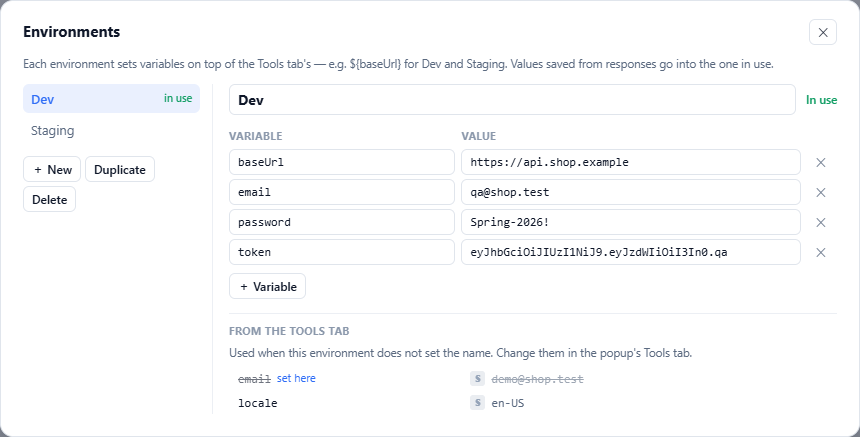 Environments
Each environment sets variables on top of the Tools tab's — e.g. ${baseUrl} for Dev and Staging. Values saved from responses go into the one in use.
Dev in use
Staging
+ New Duplicate
Delete
Dev In use
VARIABLE VALUE
baseUrl https://api.shop.example
email qa@shop.test
password Spring-2026!
token eyJhbGciOiJIUzI1NiJ9.eyJzdWIiOiI3In0.qa
+ Variable
FROM THE TOOLS TAB
Used when this environment does not set the name. Change them in the popup's Tools tab.
email set here S demo@shop.test
locale S en-US